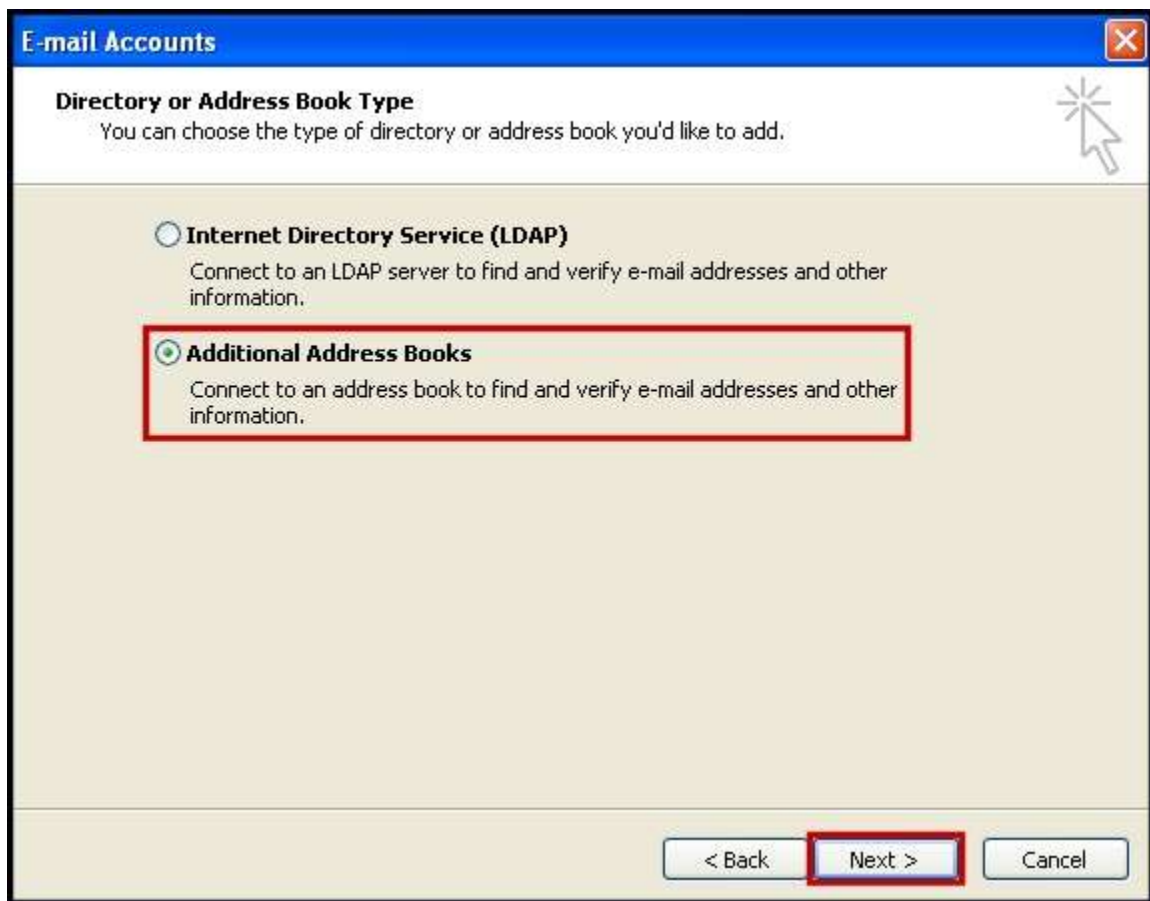 E-mail Accounts
Directory or Address Book Type
You can choose the type of directory or address book you'd like to add.
Internet Directory Service (LDAP)
Connect to an LDAP server to find and verify e-mail addresses and other
information.
Additional Address Books
Connect to an address book to find and verify e-mail addresses and other
information.
< Back Next > Cancel